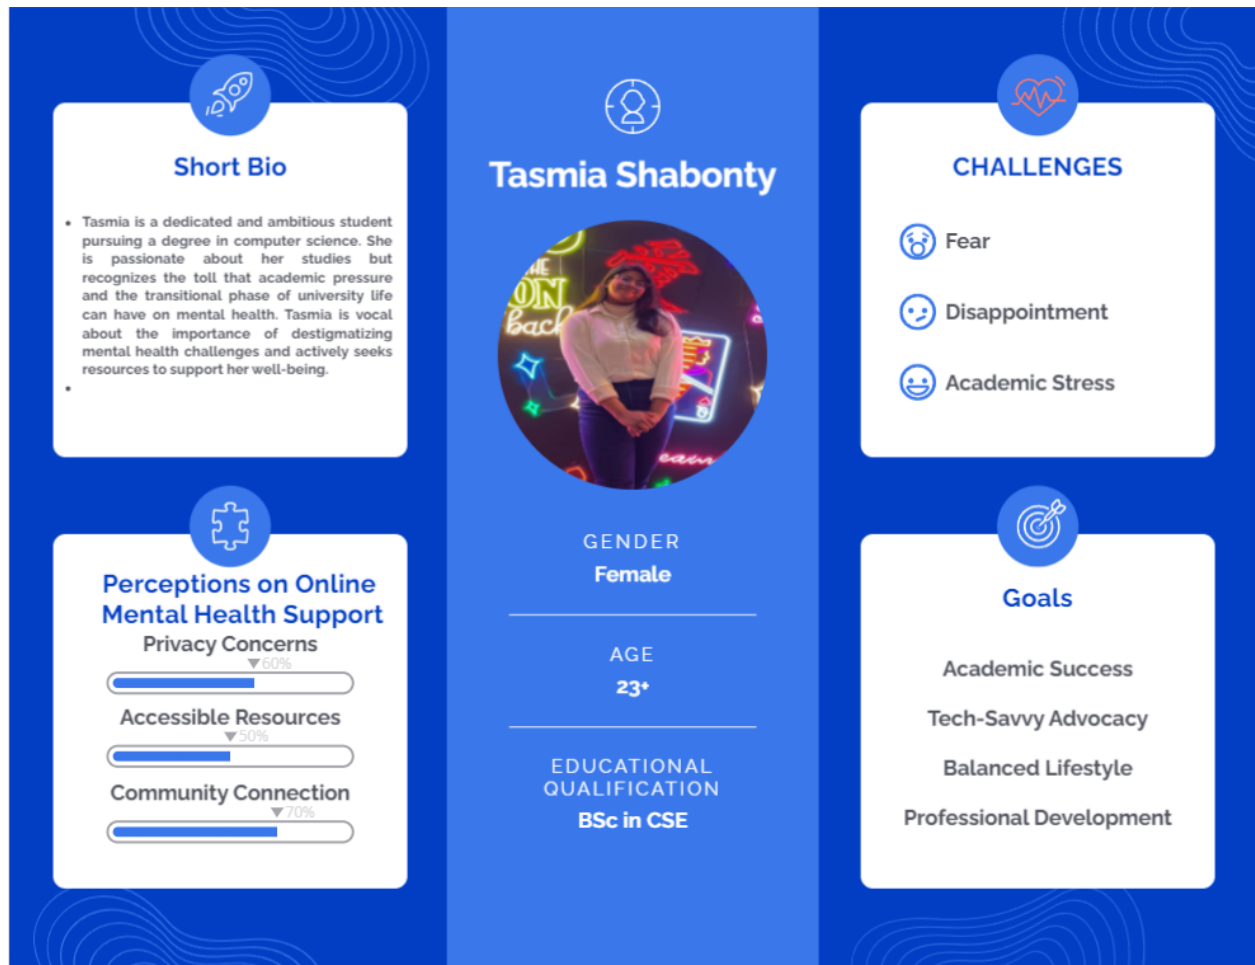 Short Bio
• Tasmia is a dedicated and ambitious student
pursuing a degree in computer science. She
is passionate about her studies but
recognizes the toll that academic pressure
and the transitional phase of university life
can have on mental health. Tasmia is vocal
about the importance of destigmatizing
mental health challenges and actively seeks
resources to support her well-being.
•
Perceptions on Online
Mental Health Support
Privacy Concerns
60%
Accessible Resources
50%
Community Connection
70%
Tasmia Shabonty
THE
ON
back
GENDER
Female
AGE
23+
EDUCATIONAL
QUALIFICATION
BSc in CSE
CHALLENGES
Fear
Disappointment
Academic Stress
Goals
Academic Success
Tech-Savvy Advocacy
Balanced Lifestyle
Professional Development